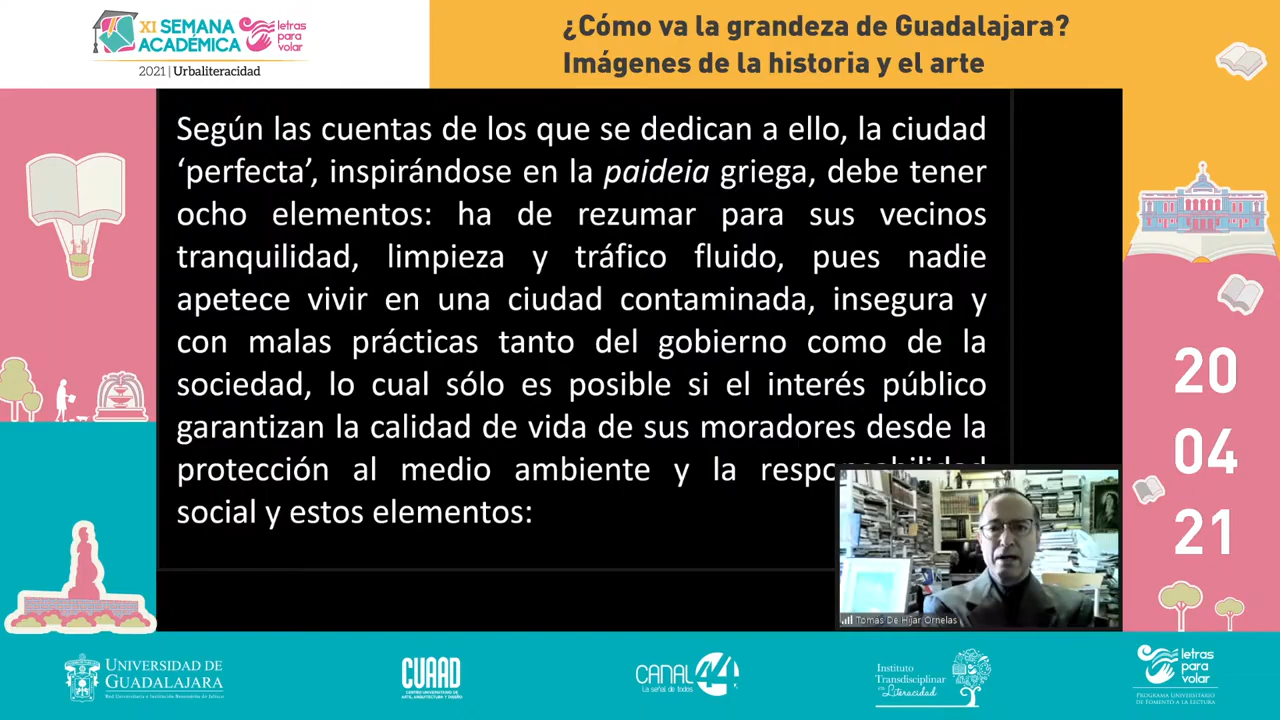 XI SEMANA
ACADÉMICA
letras
para
volar
2021 | Urbaliteracidad
¿Cómo va la grandeza de Guadalajara?
Imágenes de la historia y el arte
Según las cuentas de los que se dedican a ello, la ciudad
‘perfecta’, inspirándose en la paideia griega, debe tener
ocho elementos: ha de rezumar para sus vecinos
tranquilidad, limpieza y tráfico fluido, pues nadie
apetece vivir en una ciudad contaminada, insegura y
con malas prácticas tanto del gobierno como de la
sociedad, lo cual sólo es posible si el interés público
garantizan la calidad de vida de sus moradores desde la
protección al medio ambiente y la responsabilidad
social y estos elementos:
20
04
21
Tomás De Híjar Ornelas
UNIVERSIDAD DE
GUADALAJARA
Red Universitaria e Institución Benemérita de Jalisco
CUAAD
CENTRO UNIVERSITARIO DE
ARTE, ARQUITECTURA Y DISEÑO
CANAL 44
La señal de todos
Instituto
Transdisciplinar
en Literacidad
letras
para
volar
PROGRAMA UNIVERSITARIO
DE FOMENTO A LA LECTURA